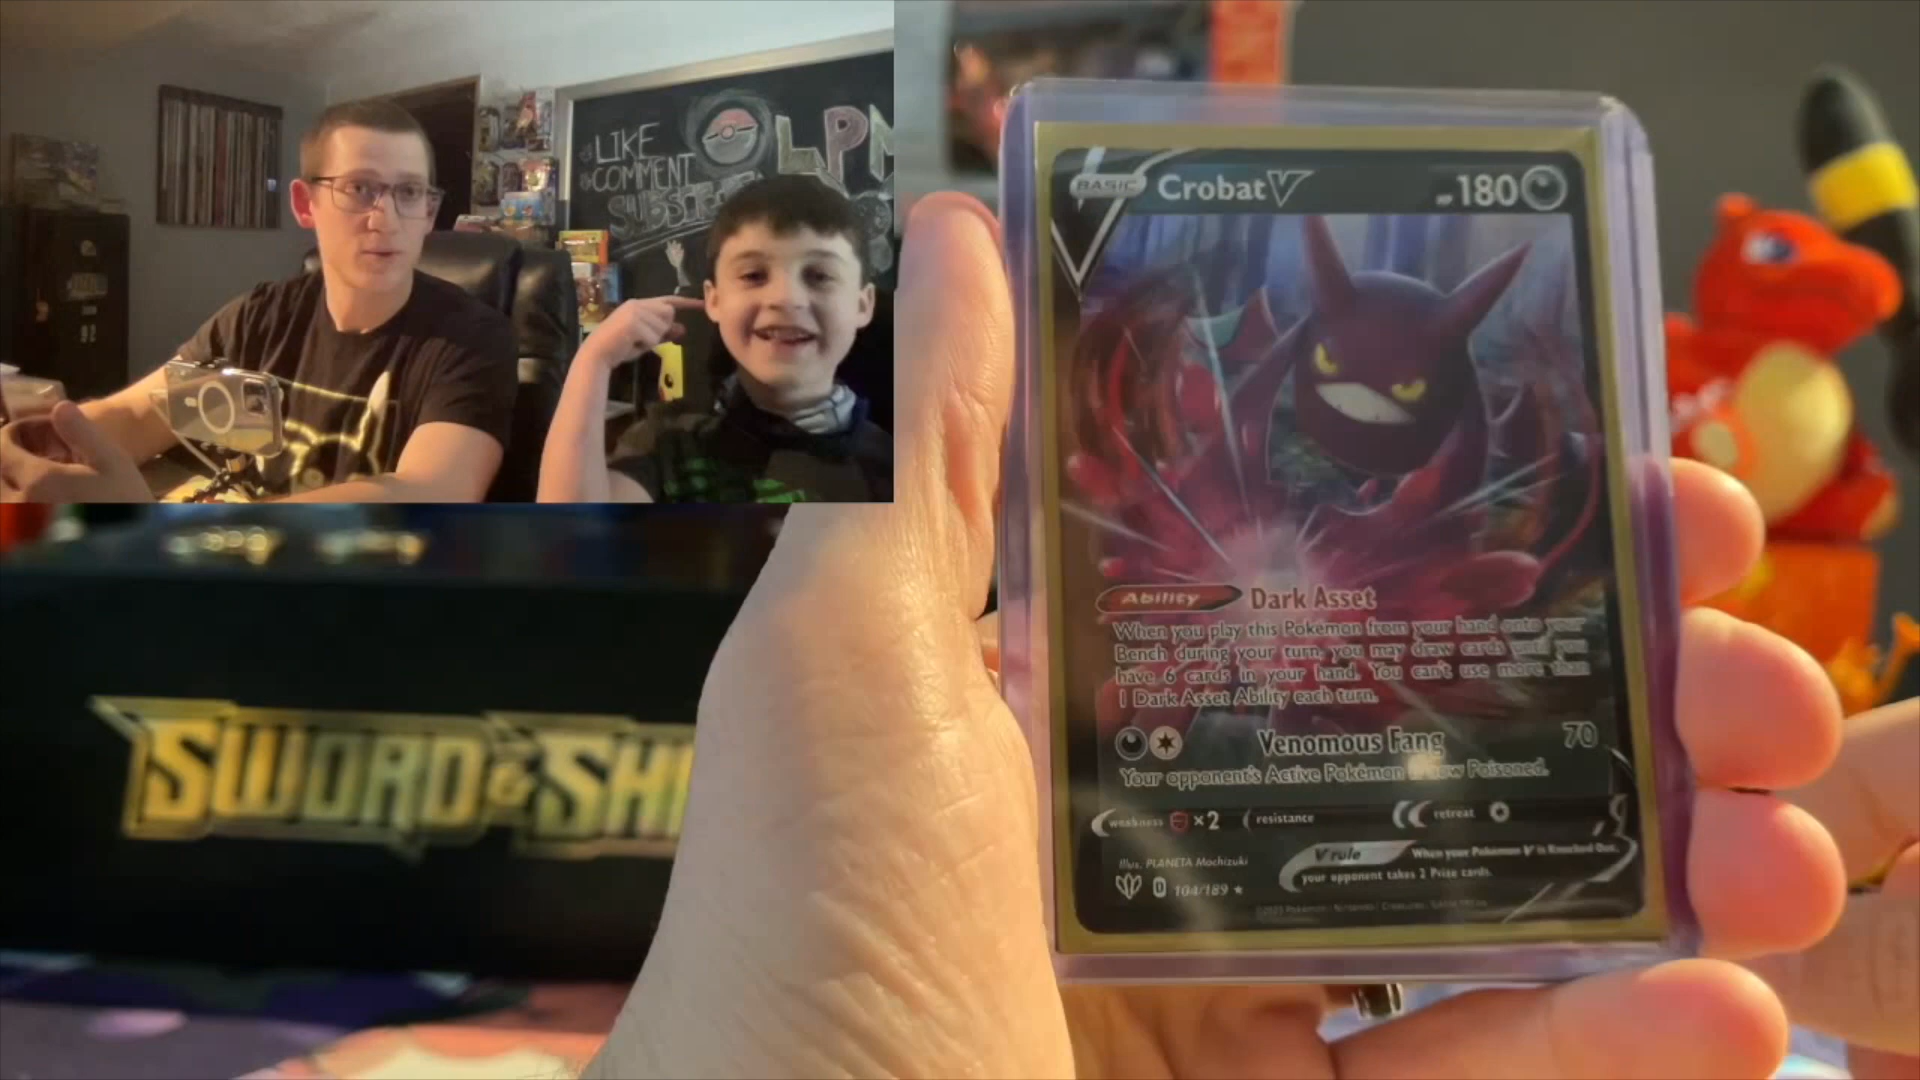 LIKE
COMMENT
LPM
92
SWORD & SH
BASIC
Crobat V
HP 180
Ability Dark Asset
When you play this Pokémon from your hand onto your
Bench during your turn, you may draw cards until you
have 6 cards in your hand. You can't use more than
1 Dark Asset Ability each turn.
Venomous Fang 70
Your opponent's Active Pokémon is now Poisoned.
weakness ×2 resistance retreat
V rule When your Pokémon V is Knocked Out,
your opponent takes 2 Prize cards.
Illus. PLANETA Mochizuki
D 104/189 ★